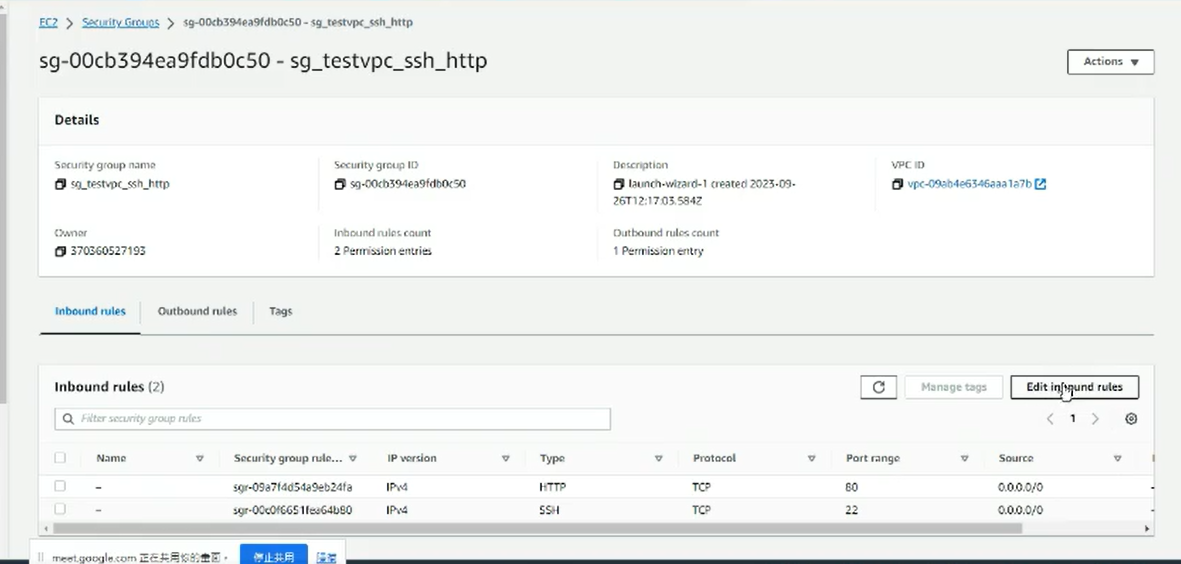 EC2 > Security Groups > sg-00cb394ea9fdb0c50 - sg_testvpc_ssh_http
sg-00cb394ea9fdb0c50 - sg_testvpc_ssh_http
Actions ▼
Details
Security group name Security group ID Description VPC ID
sg_testvpc_ssh_http sg-00cb394ea9fdb0c50 launch-wizard-1 created 2023-09-26T12:17:03.584Z vpc-09ab4e6346aaa1a7b
Owner Inbound rules count Outbound rules count
370360527193 2 Permission entries 1 Permission entry
Inbound rules Outbound rules Tags
Inbound rules (2) Manage tags Edit inbound rules
Filter security group rules 1
Name Security group rule... IP version Type Protocol Port range Source
– sgr-09a7f4d54a9eb24fa IPv4 HTTP TCP 80 0.0.0.0/0
– sgr-00c0f6651fea64b80 IPv4 SSH TCP 22 0.0.0.0/0
meet.google.com 正在共用你的畫面。 停止共用 隱藏